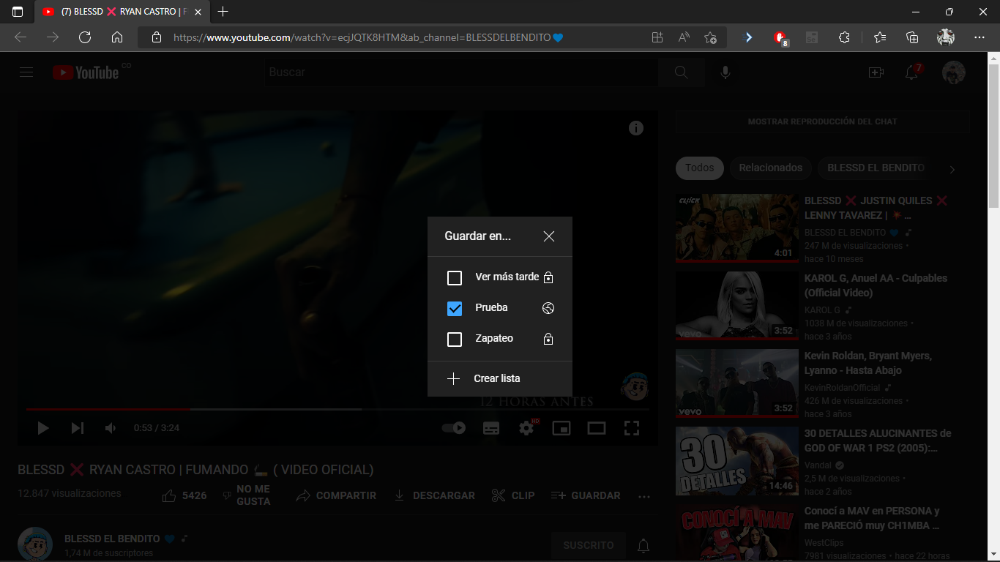 (7) BLESSD ❌ RYAN CASTRO | F
https://www.youtube.com/watch?v=ecjJQTK8HTM&ab_channel=BLESSDELBENDITO💙
8
YouTube CO
Buscar
7
MOSTRAR REPRODUCCIÓN DEL CHAT
Todos
Relacionados
BLESSD EL BENDITO
Guardar en...
Ver más tarde
Prueba
Zapateo
Crear lista
12 HORAS ANTES
0:53 / 3:24
HD
BLESSD ❌ RYAN CASTRO | FUMANDO 🚬 ( VIDEO OFICIAL)
12.847 visualizaciones
5426
NO ME
GUSTA
COMPARTIR
DESCARGAR
CLIP
GUARDAR
BLESSD EL BENDITO 💙
1,74 M de suscriptores
SUSCRITO
CLICK
4:01
BLESSD ❌ JUSTIN QUILES ❌
LENNY TAVAREZ | 💥 ...
BLESSD EL BENDITO 💙
247 M de visualizaciones •
hace 10 meses
vevo
3:52
KAROL G, Anuel AA - Culpables
(Official Video)
KAROL G
1038 M de visualizaciones •
hace 3 años
vevo
3:52
Kevin Roldan, Bryant Myers,
Lyanno - Hasta Abajo
KevinRoldanOfficial
426 M de visualizaciones •
hace 3 años
30
DETALLES
14:46
30 DETALLES ALUCINANTES de
GOD OF WAR 1 PS2 (2005):...
Vandal
2,5 M de visualizaciones •
hace 2 años
CONOCÍ A MAV
Conocí a MAV en PERSONA y
me PARECIÓ muy CH1MBA ...
WestClips
7981 visualizaciones • hace 22 horas